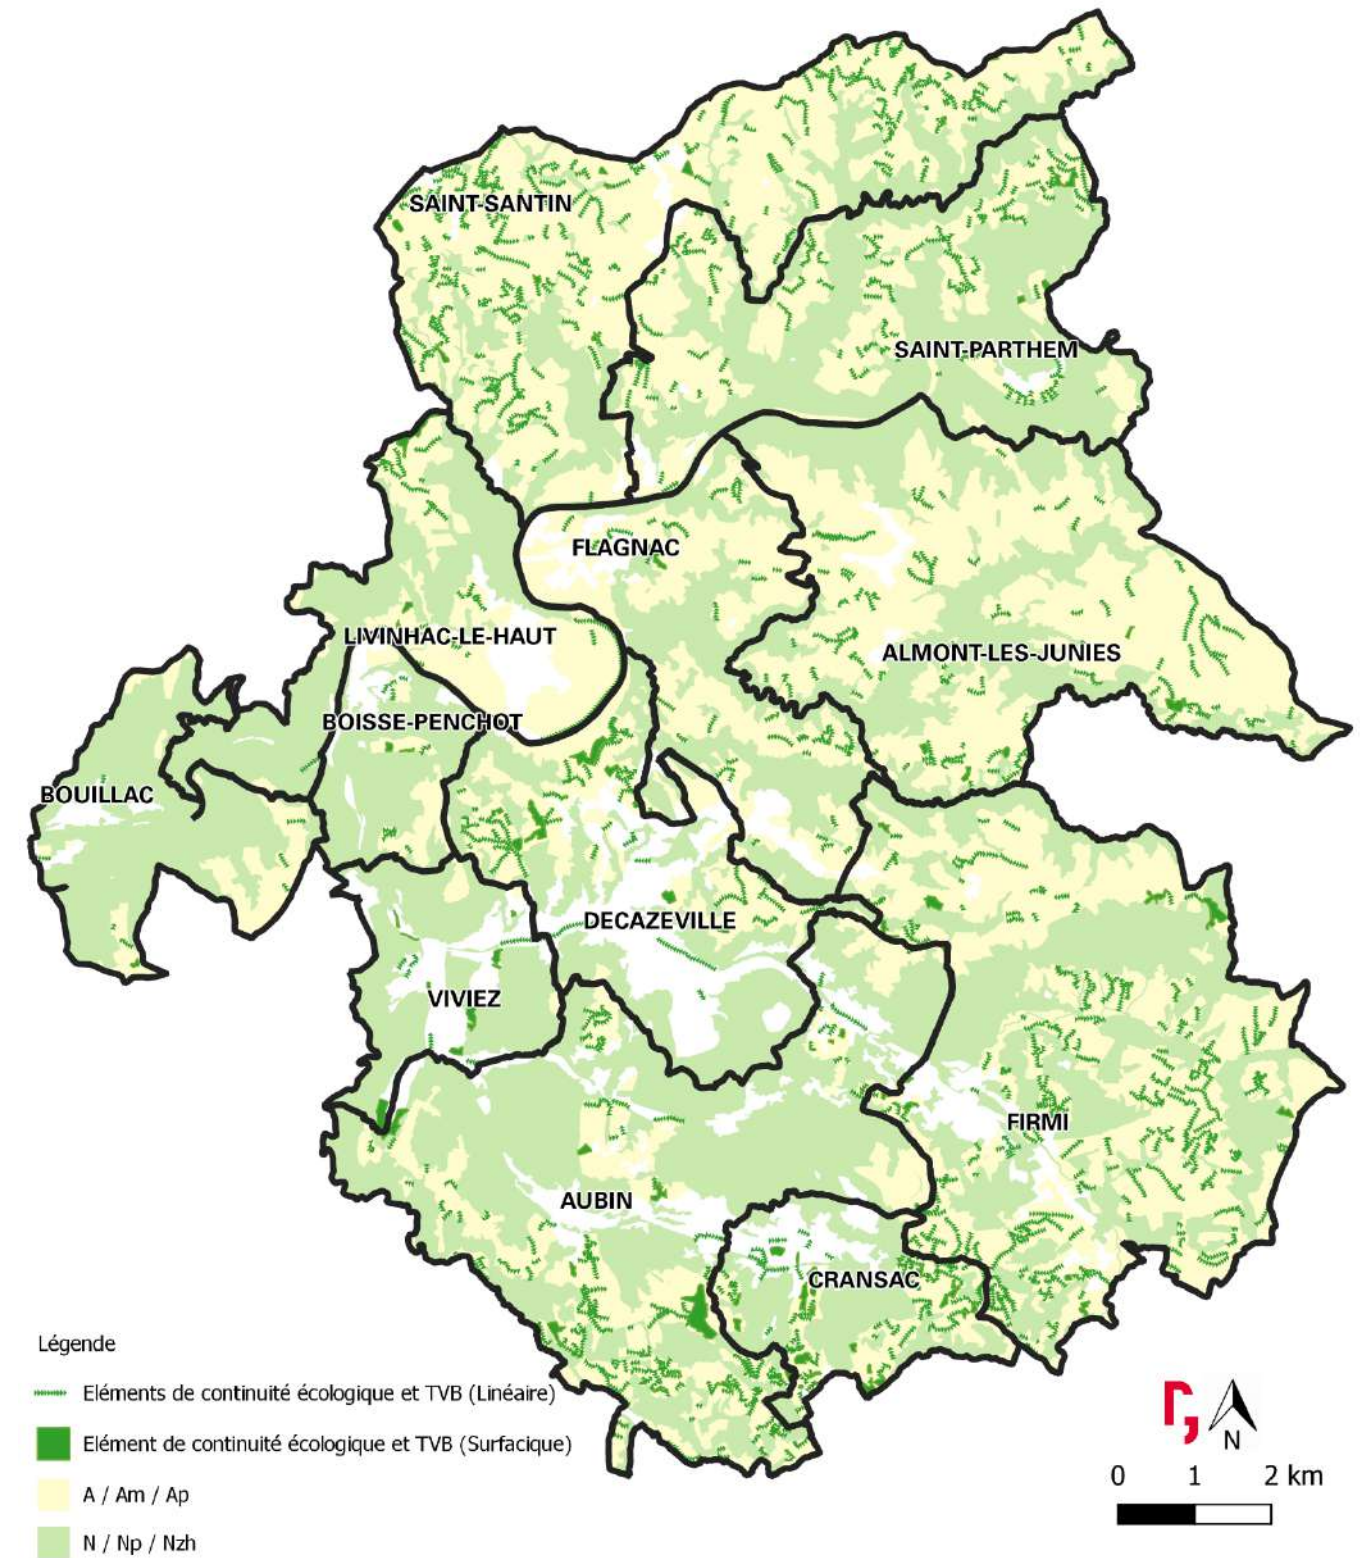 SAINT-SANTIN
SAINT-PARTHEM
FLAGNAC
LIVINHAC-LE-HAUT
ALMONT-LES-JUNIES
BOISSE-PENCHOT
BOUILLAC
DECAZEVILLE
VIVIEZ
FIRMI
AUBIN
CRANSAC
Légende
Eléments de continuité écologique et TVB (Linéaire)
Elément de continuité écologique et TVB (Surfacique)
A / Am / Ap
N / Np / Nzh
N
0 1 2 km